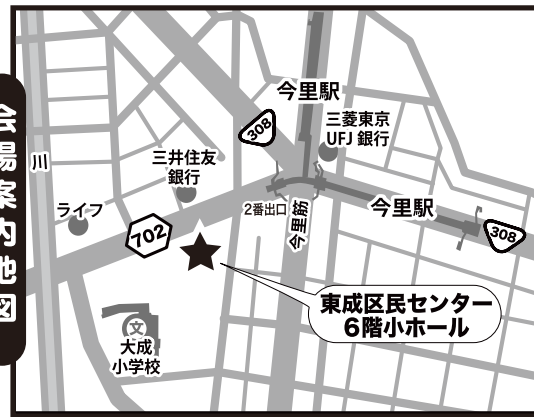 会場案内地図
川
今里駅
308
三菱東京
UFJ 銀行
三井住友
銀行
ライフ
702
2番出口
今里筋
今里駅
308
東成区民センター
6階小ホール
文
大成
小学校